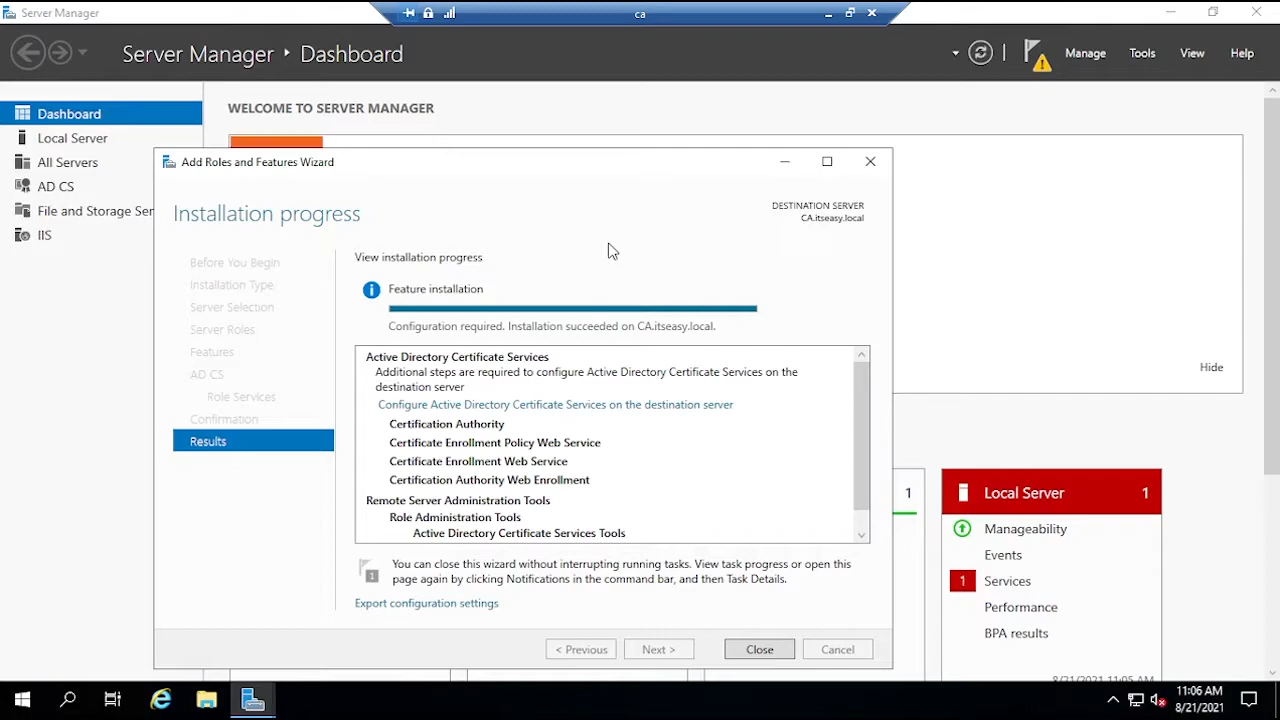 Server Manager
ca
Server Manager ‣ Dashboard
Manage
Tools
View
Help
Dashboard
Local Server
All Servers
AD CS
File and Storage Ser
IIS
WELCOME TO SERVER MANAGER
Add Roles and Features Wizard
Installation progress
DESTINATION SERVER
CA.itseasy.local
Before You Begin
Installation Type
Server Selection
Server Roles
Features
AD CS
Role Services
Confirmation
Results
View installation progress
Feature installation
Configuration required. Installation succeeded on CA.itseasy.local.
Active Directory Certificate Services
Additional steps are required to configure Active Directory Certificate Services on the
destination server
Configure Active Directory Certificate Services on the destination server
Certification Authority
Certificate Enrollment Policy Web Service
Certificate Enrollment Web Service
Certification Authority Web Enrollment
Remote Server Administration Tools
Role Administration Tools
Active Directory Certificate Services Tools
1
You can close this wizard without interrupting running tasks. View task progress or open this
page again by clicking Notifications in the command bar, and then Task Details.
Export configuration settings
< Previous
Next >
Close
Cancel
Hide
1
Local Server
1
Manageability
Events
1
Services
Performance
BPA results
8/21/2021 11:05 AM
11:06 AM
8/21/2021